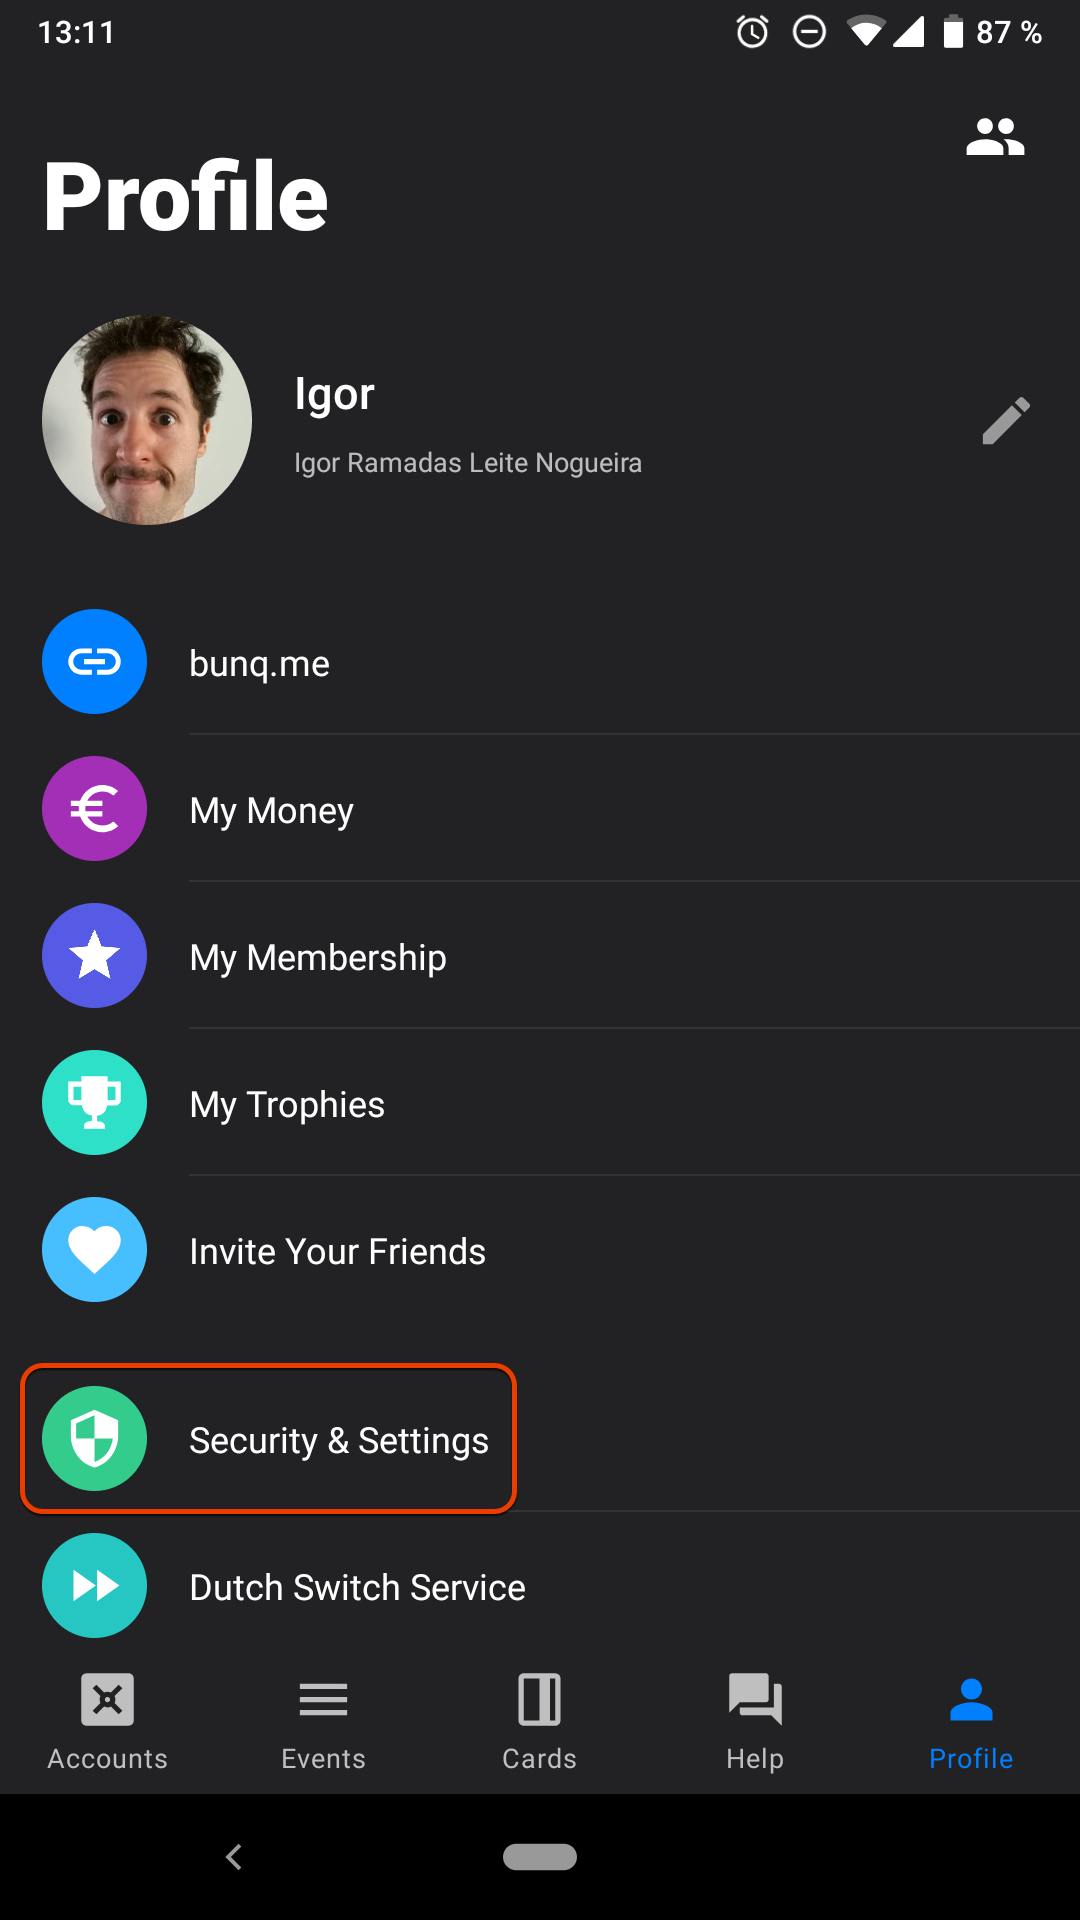 13:11
87 %
Profile
Igor
Igor Ramadas Leite Nogueira
bunq.me
My Money
My Membership
My Trophies
Invite Your Friends
Security & Settings
Dutch Switch Service
Accounts
Events
Cards
Help
Profile